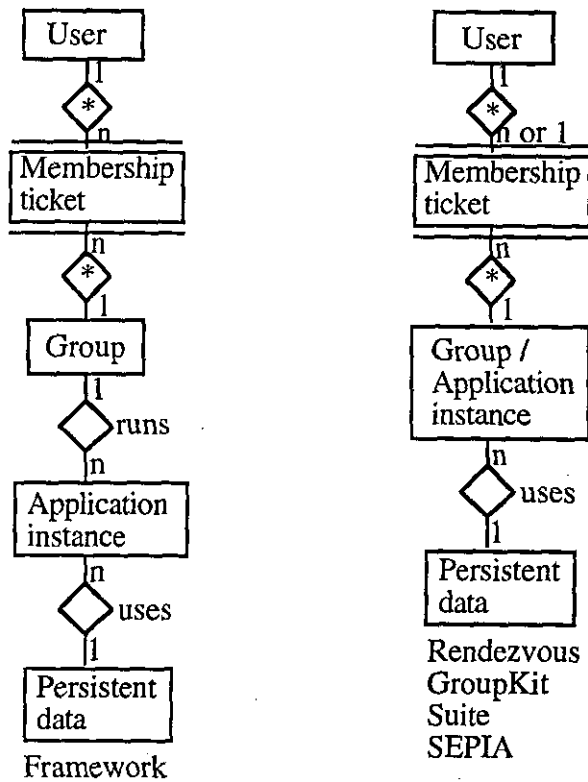 User
1
*
n
Membership
ticket
n
*
1
Group
1
runs
n
Application
instance
n
uses
1
Persistent
data
Framework
User
1
*
n or 1
Membership
ticket
n
*
1
Group /
Application
instance
n
uses
1
Persistent
data
Rendezvous
GroupKit
Suite
SEPIA